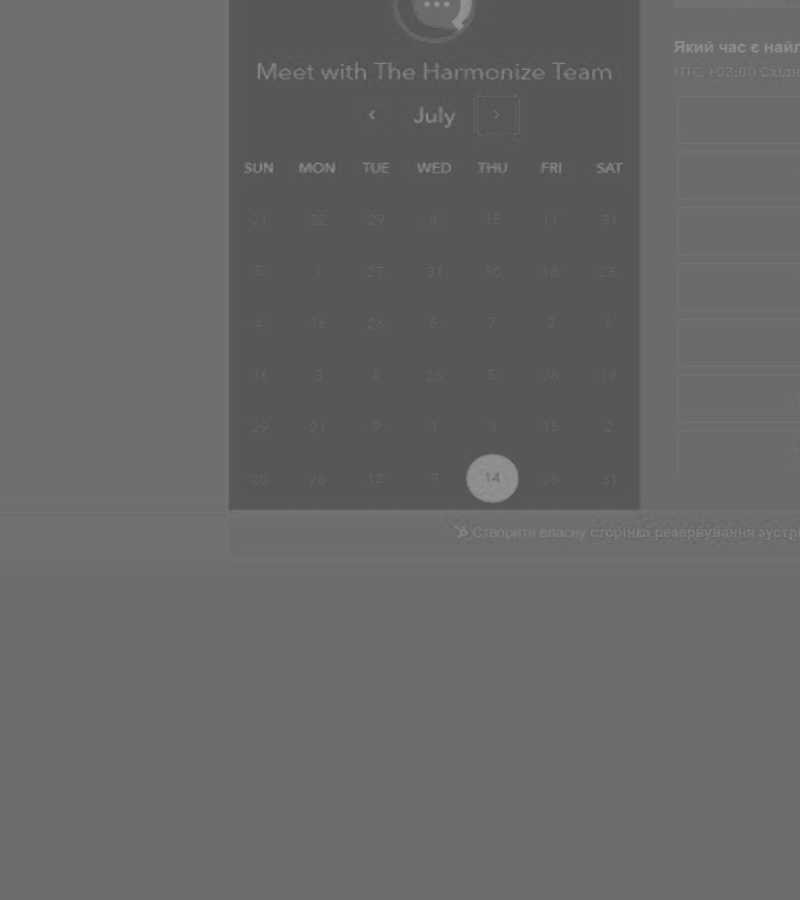 Meet with The Harmonize Team
‹ July ›
SUN MON TUE WED THU FRI SAT
21 22 29 4 15 11 31
5 1 27 31 30 18 25
4 16 26 5 7 2 6
16 3 8 26 5 28 19
29 21 9 1 8 15 2
20 28 12 9 14 28 31
Який час є найл
UTC +03:00 Східн
Створити власну сторінка резервування зустрі